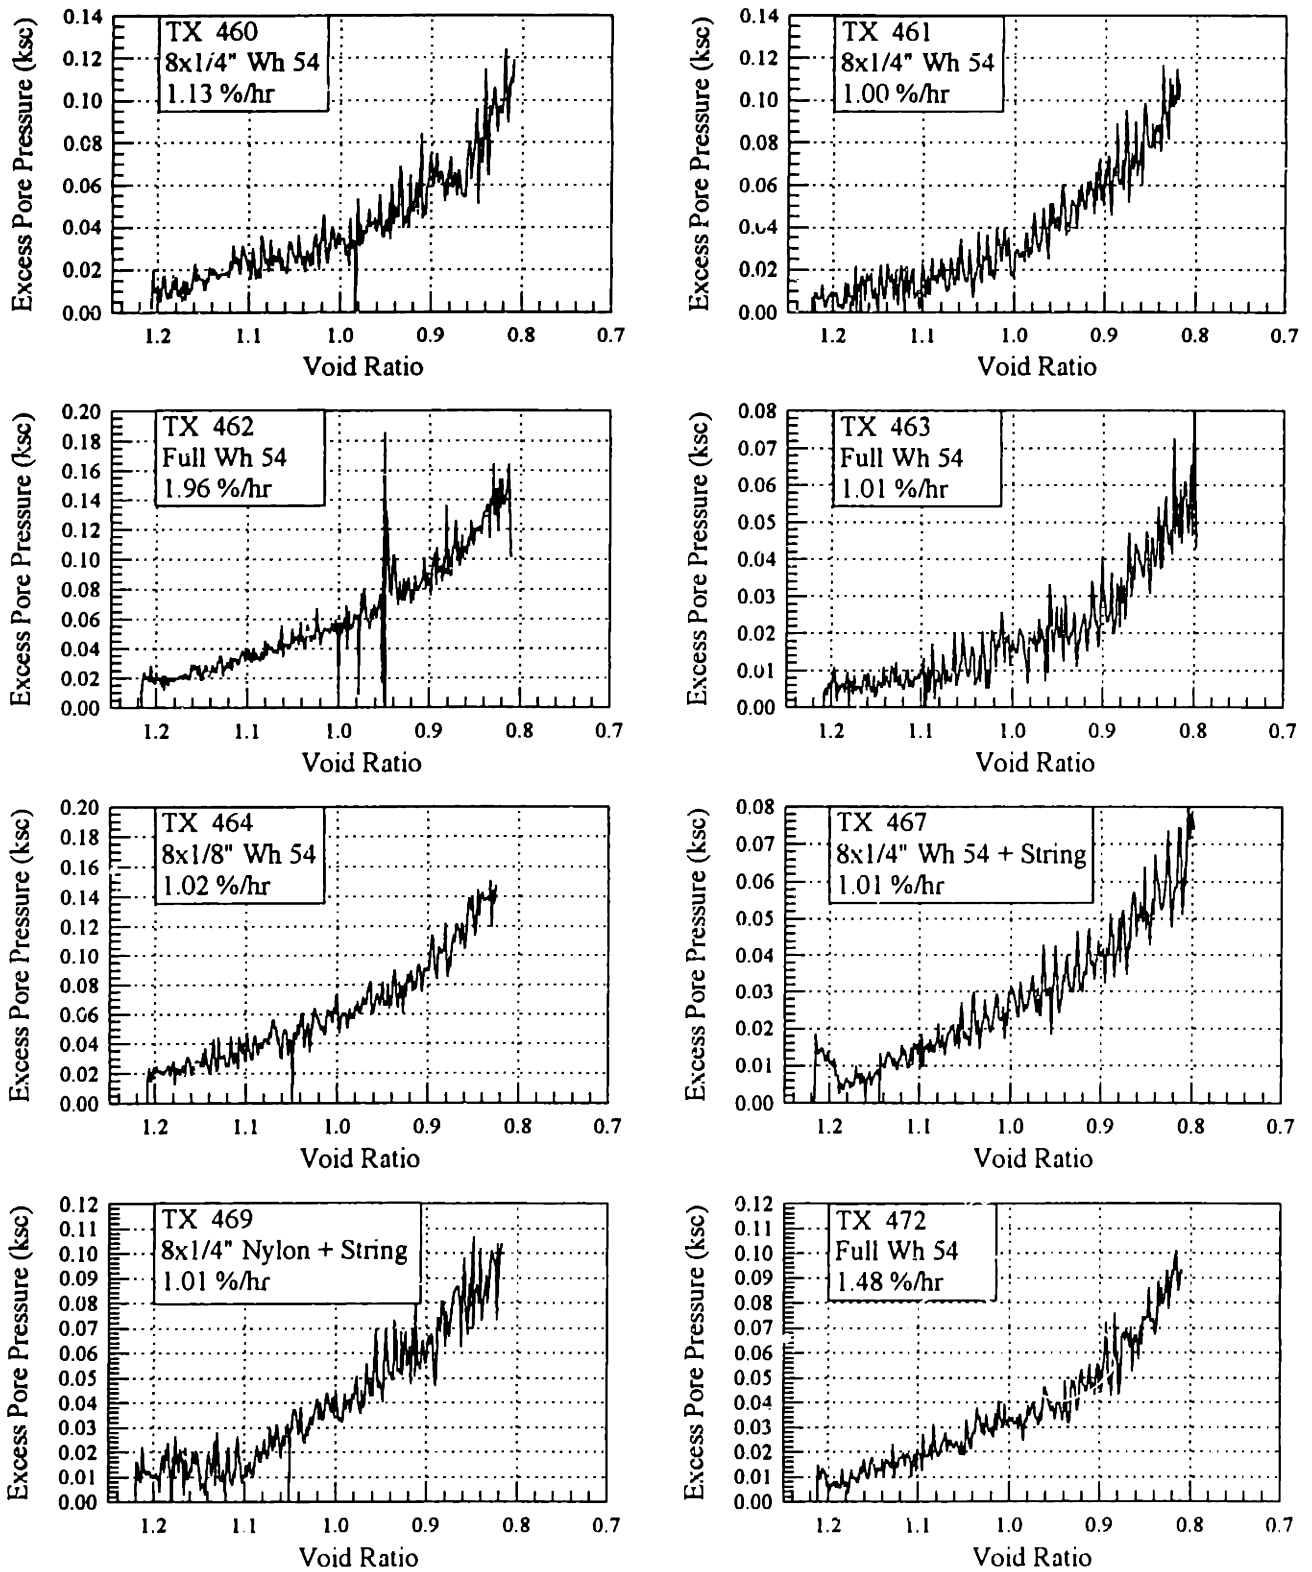 TX 460
8x1/4" Wh 54
1.13 %/hr
Excess Pore Pressure (ksc)
0.14
0.12
0.10
0.08
0.06
0.04
0.02
0.00
1.2 1.1 1.0 0.9 0.8 0.7
Void Ratio
TX 461
8x1/4" Wh 54
1.00 %/hr
Excess Pore Pressure (ksc)
0.14
0.12
0.10
0.08
0.06
0.04
0.02
0.00
1.2 1.1 1.0 0.9 0.8 0.7
Void Ratio
TX 462
Full Wh 54
1.96 %/hr
Excess Pore Pressure (ksc)
0.20
0.18
0.16
0.14
0.12
0.10
0.08
0.06
0.04
0.02
0.00
1.2 1.1 1.0 0.9 0.8 0.7
Void Ratio
TX 463
Full Wh 54
1.01 %/hr
Excess Pore Pressure (ksc)
0.08
0.07
0.06
0.05
0.04
0.03
0.02
0.01
0.00
1.2 1.1 1.0 0.9 0.8 0.7
Void Ratio
TX 464
8x1/8" Wh 54
1.02 %/hr
Excess Pore Pressure (ksc)
0.20
0.18
0.16
0.14
0.12
0.10
0.08
0.06
0.04
0.02
0.00
1.2 1.1 1.0 0.9 0.8 0.7
Void Ratio
TX 467
8x1/4" Wh 54 + String
1.01 %/hr
Excess Pore Pressure (ksc)
0.08
0.07
0.06
0.05
0.04
0.03
0.02
0.01
0.00
1.2 1.1 1.0 0.9 0.8 0.7
Void Ratio
TX 469
8x1/4" Nylon + String
1.01 %/hr
Excess Pore Pressure (ksc)
0.12
0.11
0.10
0.09
0.08
0.07
0.06
0.05
0.04
0.03
0.02
0.01
0.00
1.2 1.1 1.0 0.9 0.8 0.7
Void Ratio
TX 472
Full Wh 54
1.48 %/hr
Excess Pore Pressure (ksc)
0.12
0.11
0.10
0.09
0.08
0.07
0.06
0.05
0.04
0.03
0.02
0.01
0.00
1.2 1.1 1.0 0.9 0.8 0.7
Void Ratio